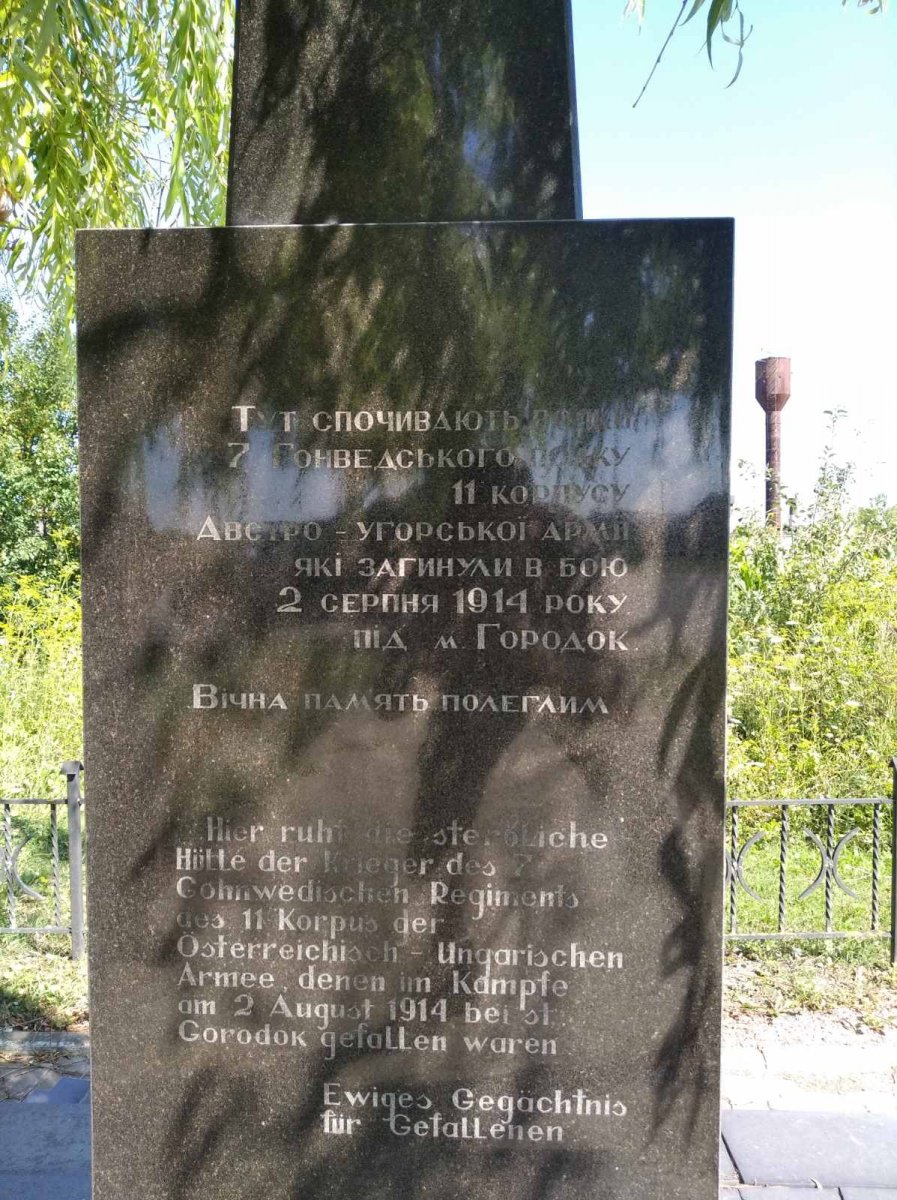 Тут спочивають
7 Гонведського полку
11 корпусу
Австро - угорської армії
які загинули в бою
2 серпня 1914 року
під м. Городок.
Вічна память полеглим
Hier ruht die sterbliche
Hülle der Krieger des 7
Gohnwedischen Regiments
des 11 Korpus der
Österreichisch - Ungarischen
Armee, denen im Kampfe
am 2 August 1914 bei st.
Gorodok gefallen waren
Ewiges Gegächtnis
für Gefallenen